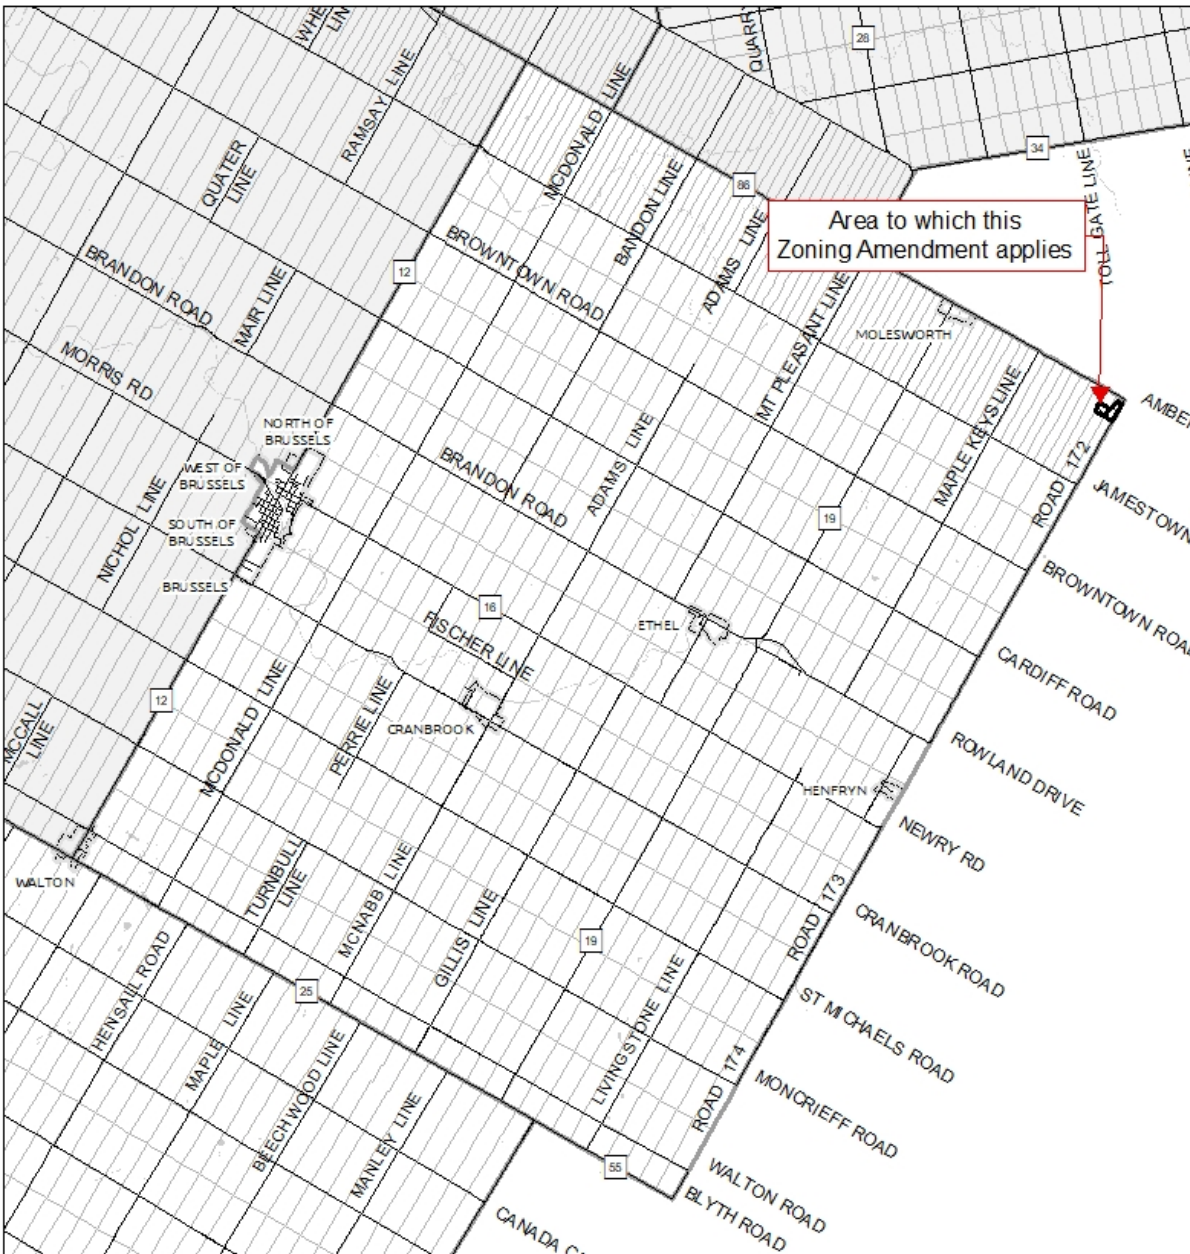 28
QUARR
RAMSAY LINE
MCDONALD LINE
34
TOLL GATE LINE
QUATER
LINE
86
BANDON LINE
Area to which this
Zoning Amendment applies
ADAMS LINE
BROWNTOWN ROAD
BRANDON ROAD
12
MAIR LINE
MT PLEASANT LINE
MOLESWORTH
MORRIS RD
MAPLE KEYS LINE
AMBE
NORTH OF
BRUSSELS
WEST OF
BRUSSELS
BRANDON ROAD
ADAMS LINE
ROAD 172
JAMESTOWN
NICHOL LINE
SOUTH OF
BRUSSELS
19
BRUSSELS
BROWNTOWN ROAD
16
FISCHER LINE
ETHEL
CARDIFF ROAD
12
MCCALL
LINE
MCDONALD LINE
PERRIE LINE
CRANBROOK
ROWLAND DRIVE
HENFRYN
NEWRY RD
WALTON
TURNBULL
LINE
MCNABB LINE
GILLIS LINE
19
ROAD 173
CRANBROOK ROAD
HENSALL ROAD
25
MAPLE LINE
LIVINGSTONE LINE
ST MICHAELS ROAD
BEECHWOOD LINE
MANLEY LINE
ROAD 174
MONCRIEFF ROAD
55
WALTON ROAD
BLYTH ROAD
CANADA